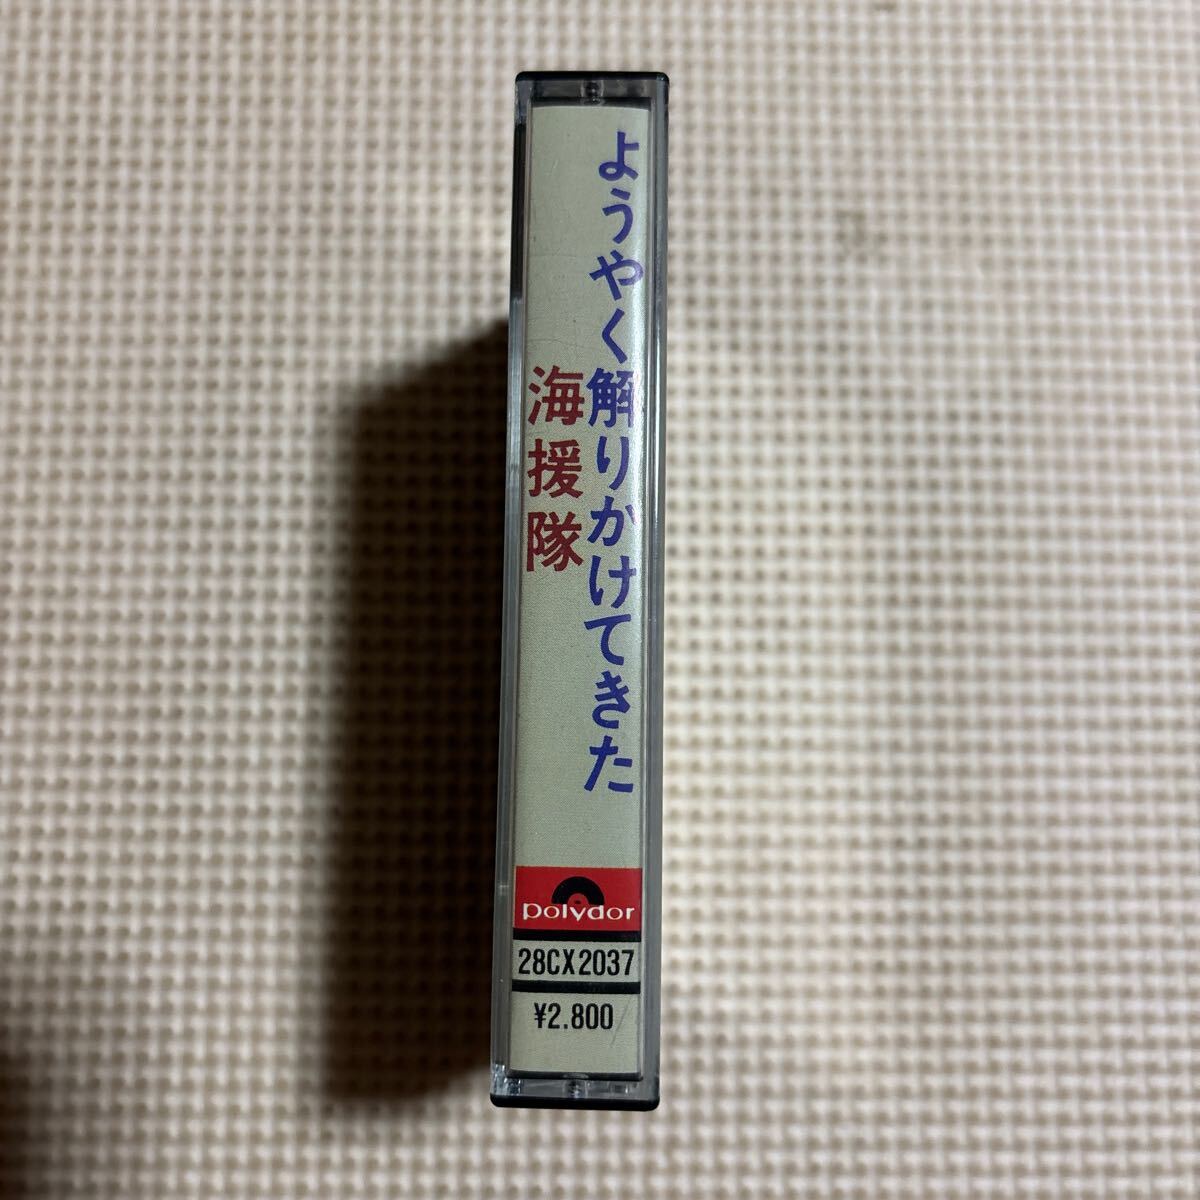 ようやく解りかけてきた
海援隊
polydor
28CX2037
¥2.800